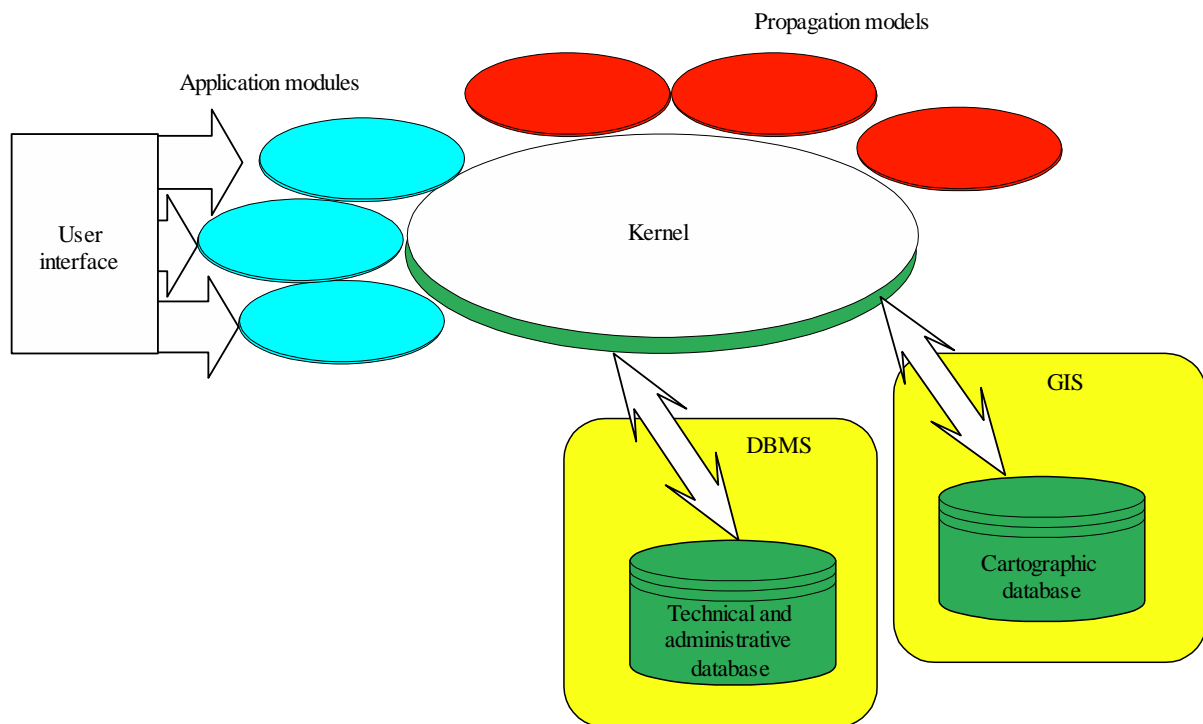 Propagation models
Application modules
User
interface
Kernel
GIS
DBMS
Cartographic
database
Technical and
administrative
database